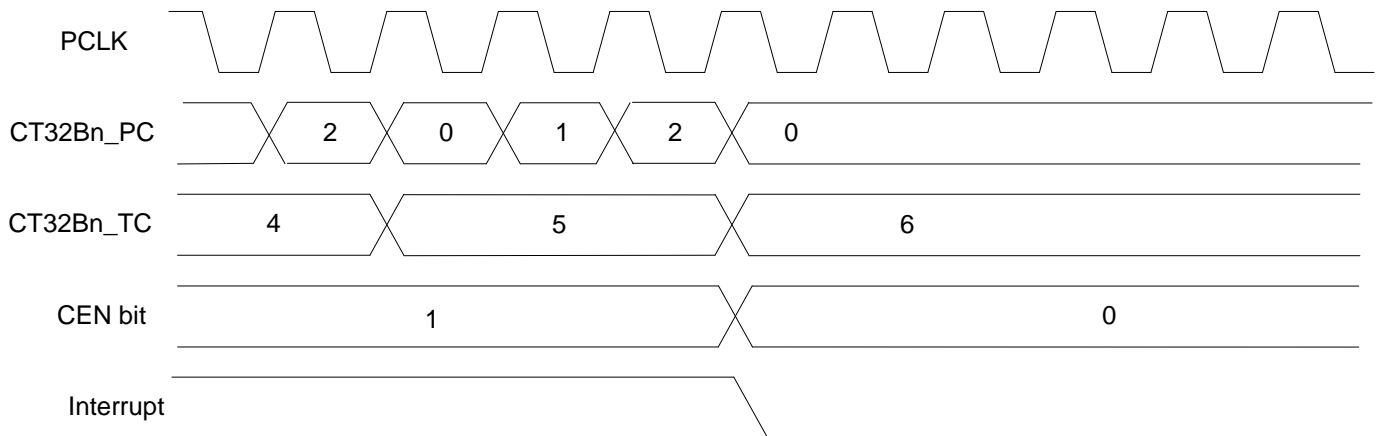 PCLK
CT32Bn_PC 2 0 1 2 0
CT32Bn_TC 4 5 6
CEN bit 1 0
Interrupt